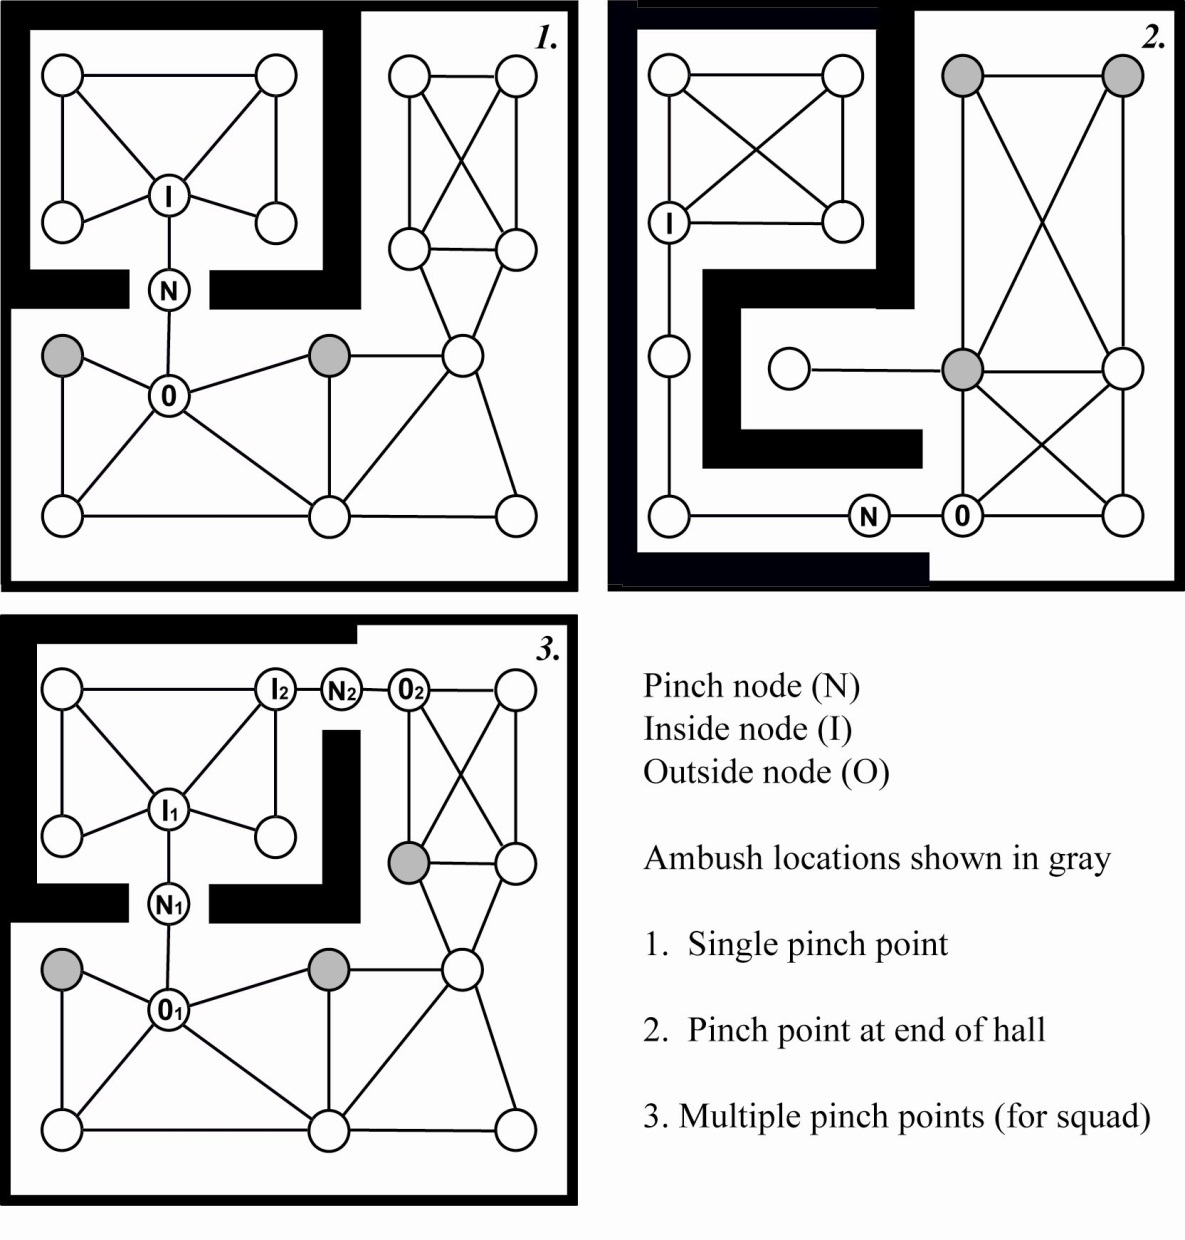 1.
I
N
0
2.
I
N
0
3.
I2 N2 02
I1
N1
01
Pinch node (N)
Inside node (I)
Outside node (O)
Ambush locations shown in gray
1. Single pinch point
2. Pinch point at end of hall
3. Multiple pinch points (for squad)